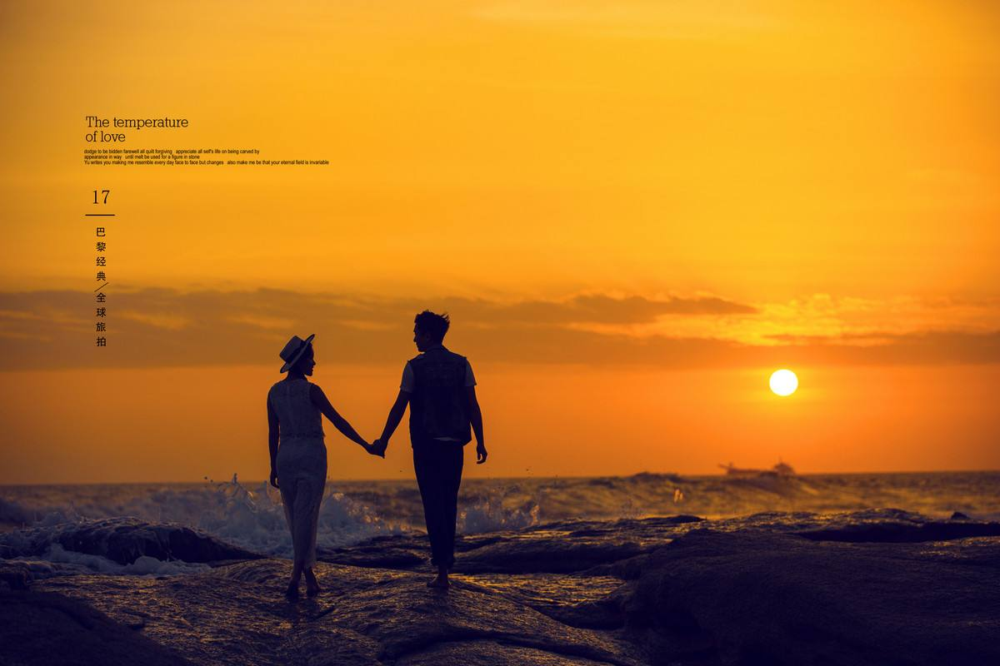 The temperature
of love
dodge to be bidden farewell all quilt forgiving appreciate all self's life on being carved by
appearance in way until melt be used for a figure in stone
Yu writes you making me resemble every day face to face but changes also make me be that your eternal field is invariable
17
巴黎经典/全球旅拍